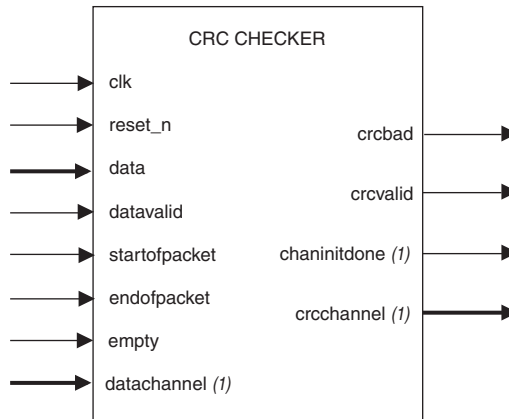 CRC CHECKER
clk
reset_n
data
datavalid
startofpacket
endofpacket
empty
datachannel (1)
crcbad
crcvalid
chaninitdone (1)
crcchannel (1)